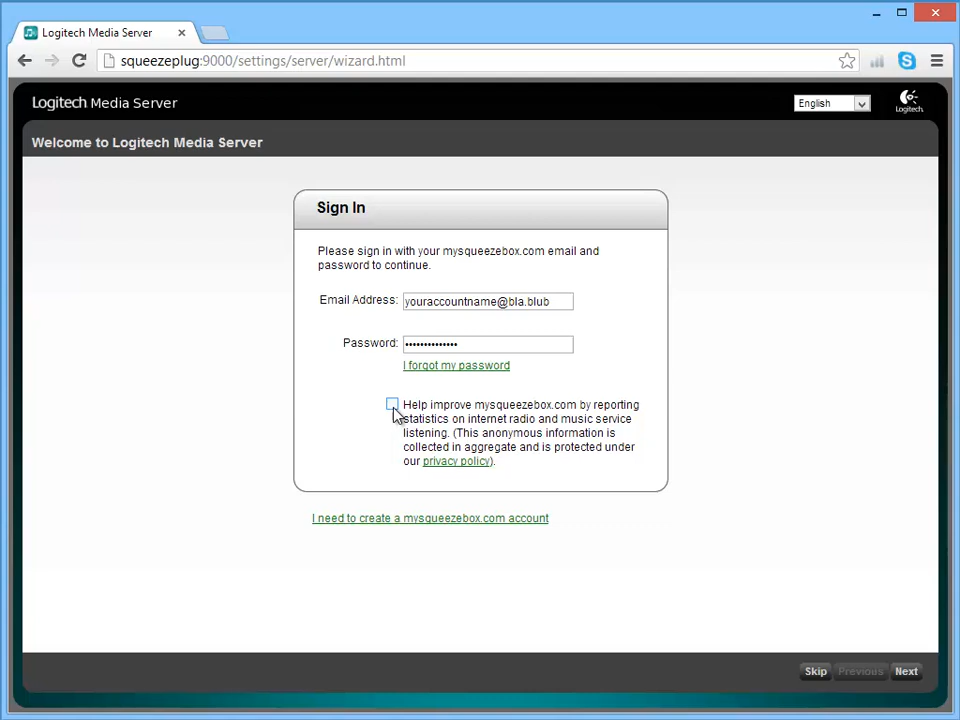 Logitech Media Server
squeezeplug:9000/settings/server/wizard.html
Logitech Media Server
English
Logitech
Welcome to Logitech Media Server
Sign In
Please sign in with your mysqueezebox.com email and
password to continue.
Email Address: youraccountname@bla.blub
Password: ••••••••••••••
I forgot my password
Help improve mysqueezebox.com by reporting
statistics on internet radio and music service
listening. (This anonymous information is
collected in aggregate and is protected under
our privacy policy).
I need to create a mysqueezebox.com account
Skip Previous Next